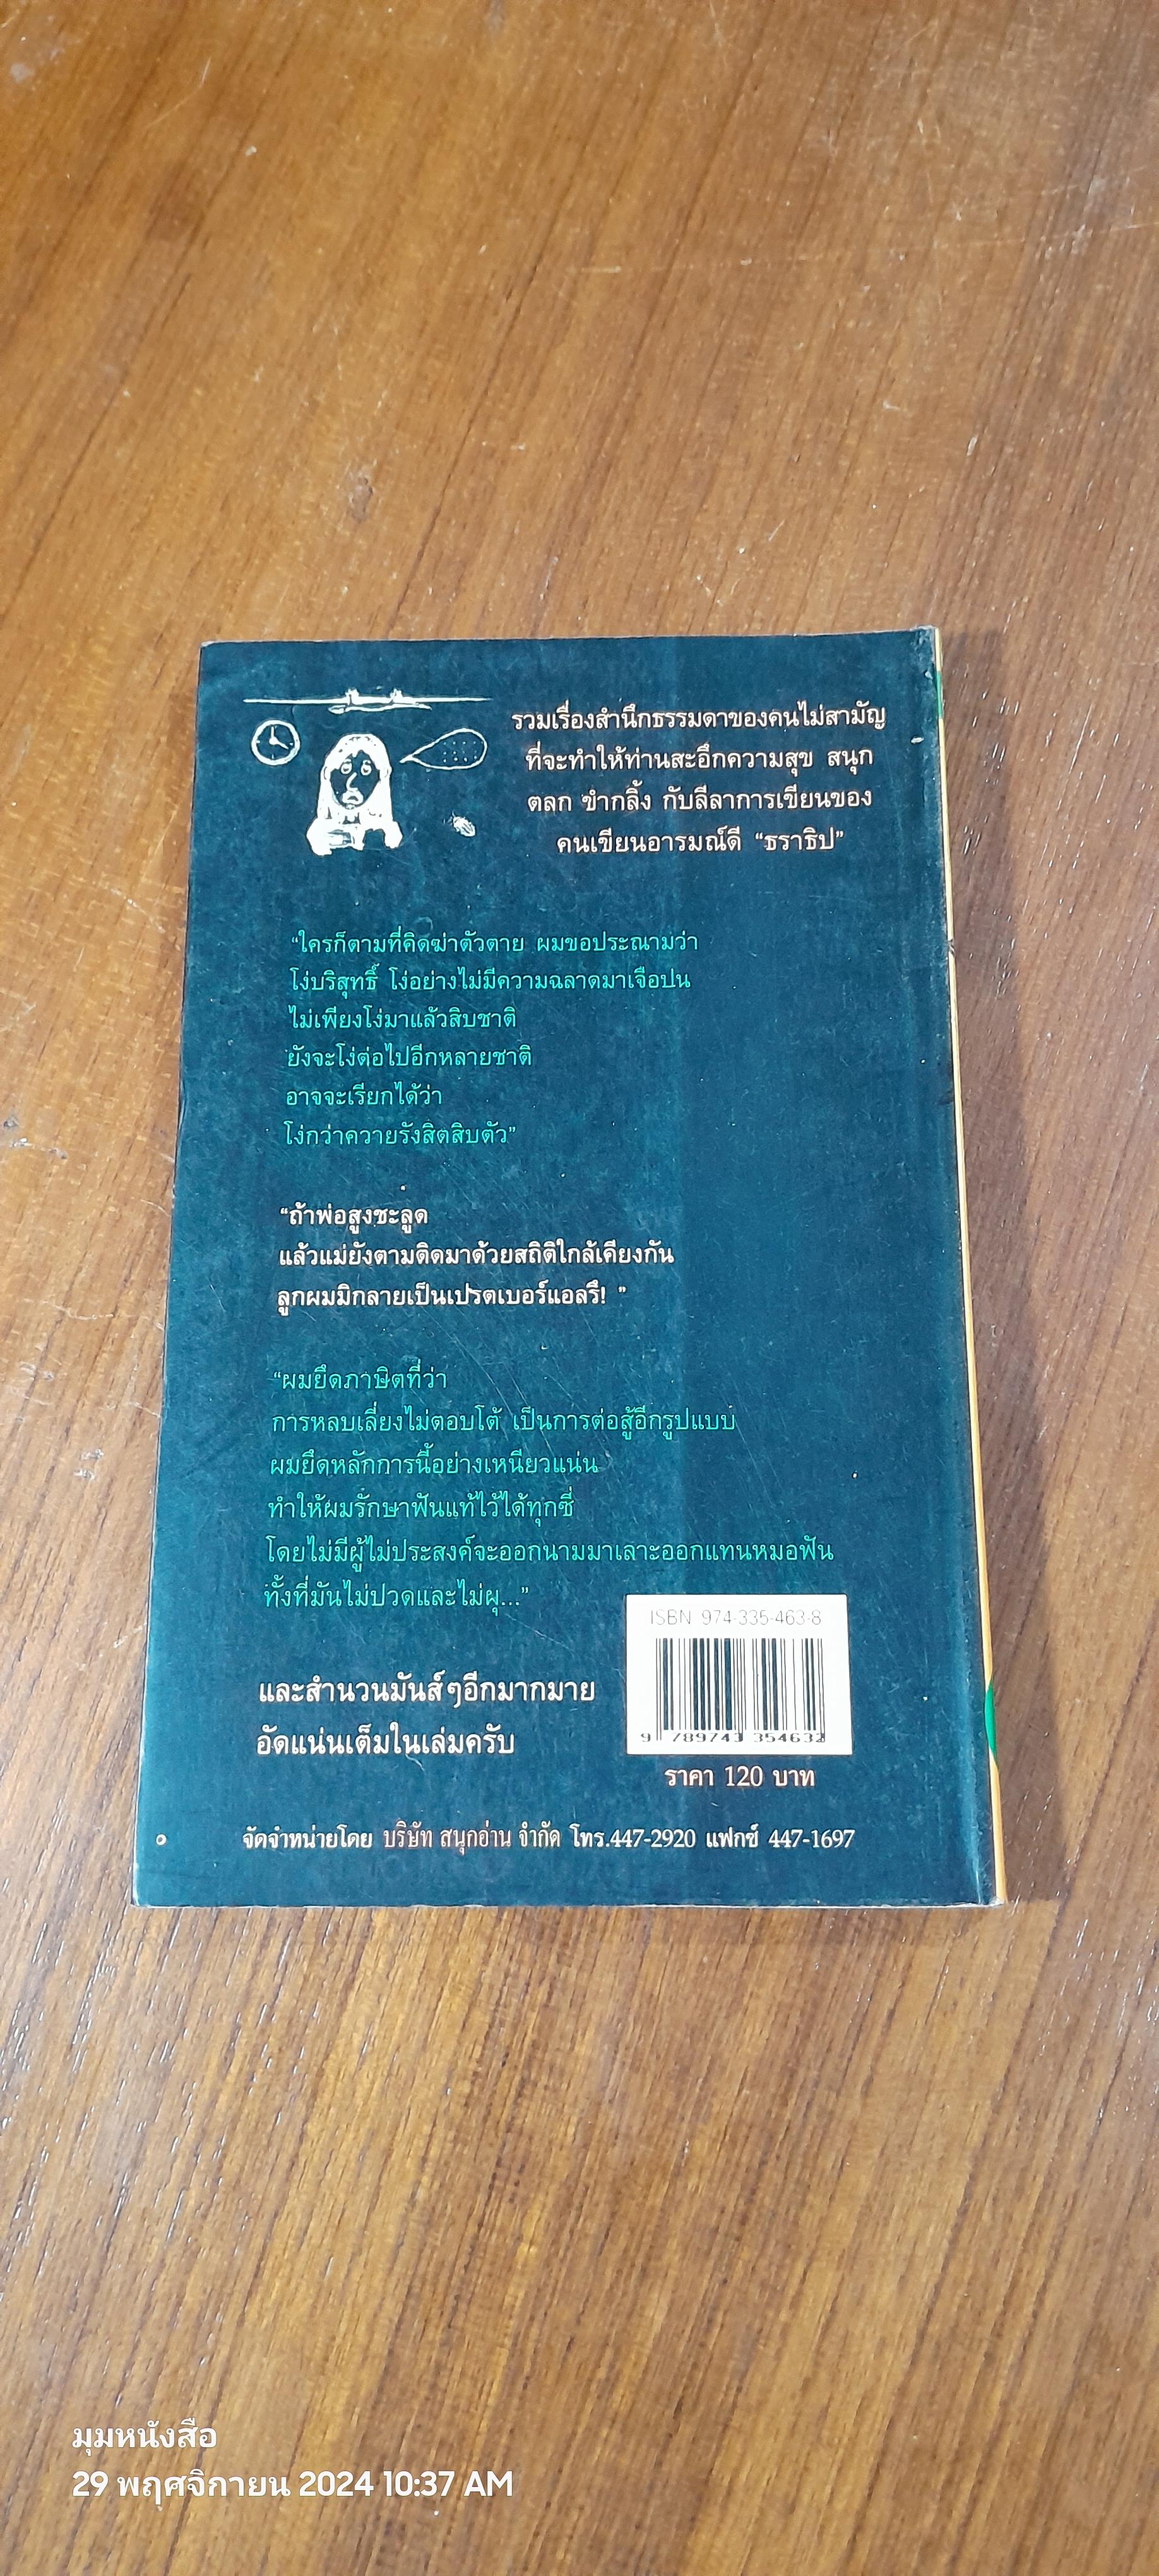 รวมเรื่องสำนึกธรรมดาของคนไม่สามัญ
ที่จะทำให้ท่านสะอึกความสุข สนุก
ตลก ขำกลิ้ง กับลีลาการเขียนของ
คนเขียนอารมณ์ดี “ธราธิป”
“ใครก็ตามที่คิดฆ่าตัวตาย ผมขอประณามว่า
โง่บริสุทธิ์ โง่อย่างไม่มีความฉลาดมาเจือปน
ไม่เพียงโง่มาแล้วสิบชาติ
ยังจะโง่ต่อไปอีกหลายชาติ
อาจจะเรียกได้ว่า
โง่กว่าควายรังสิตสิบตัว”
“ถ้าพ่อสูงชะลูด
แล้วแม่ยังตามติดมาด้วยสถิติใกล้เคียงกัน
ลูกผมมิกลายเป็นเปรตเบอร์แอลรึ! ”
“ผมยึดภาษิตที่ว่า
การหลบเลี่ยงไม่ตอบโต้ เป็นการต่อสู้อีกรูปแบบ
ผมยึดหลักการนี้อย่างเหนียวแน่น
ทำให้ผมรักษาฟันแท้ไว้ได้ทุกซี่
โดยไม่มีผู้ไม่ประสงค์จะออกนามมาเลาะออกแทนหมอฟัน
ทั้งที่มันไม่ปวดและไม่ผุ...”
ISBN 974-335-463-8
9 789743 354632
และสำนวนมันส์ๆอีกมากมาย
อัดแน่นเต็มในเล่มครับ
ราคา 120 บาท
จัดจำหน่ายโดย บริษัท สนุกอ่าน จำกัด โทร.447-2920 แฟกซ์ 447-1697
มุมหนังสือ
29 พฤศจิกายน 2024 10:37 AM